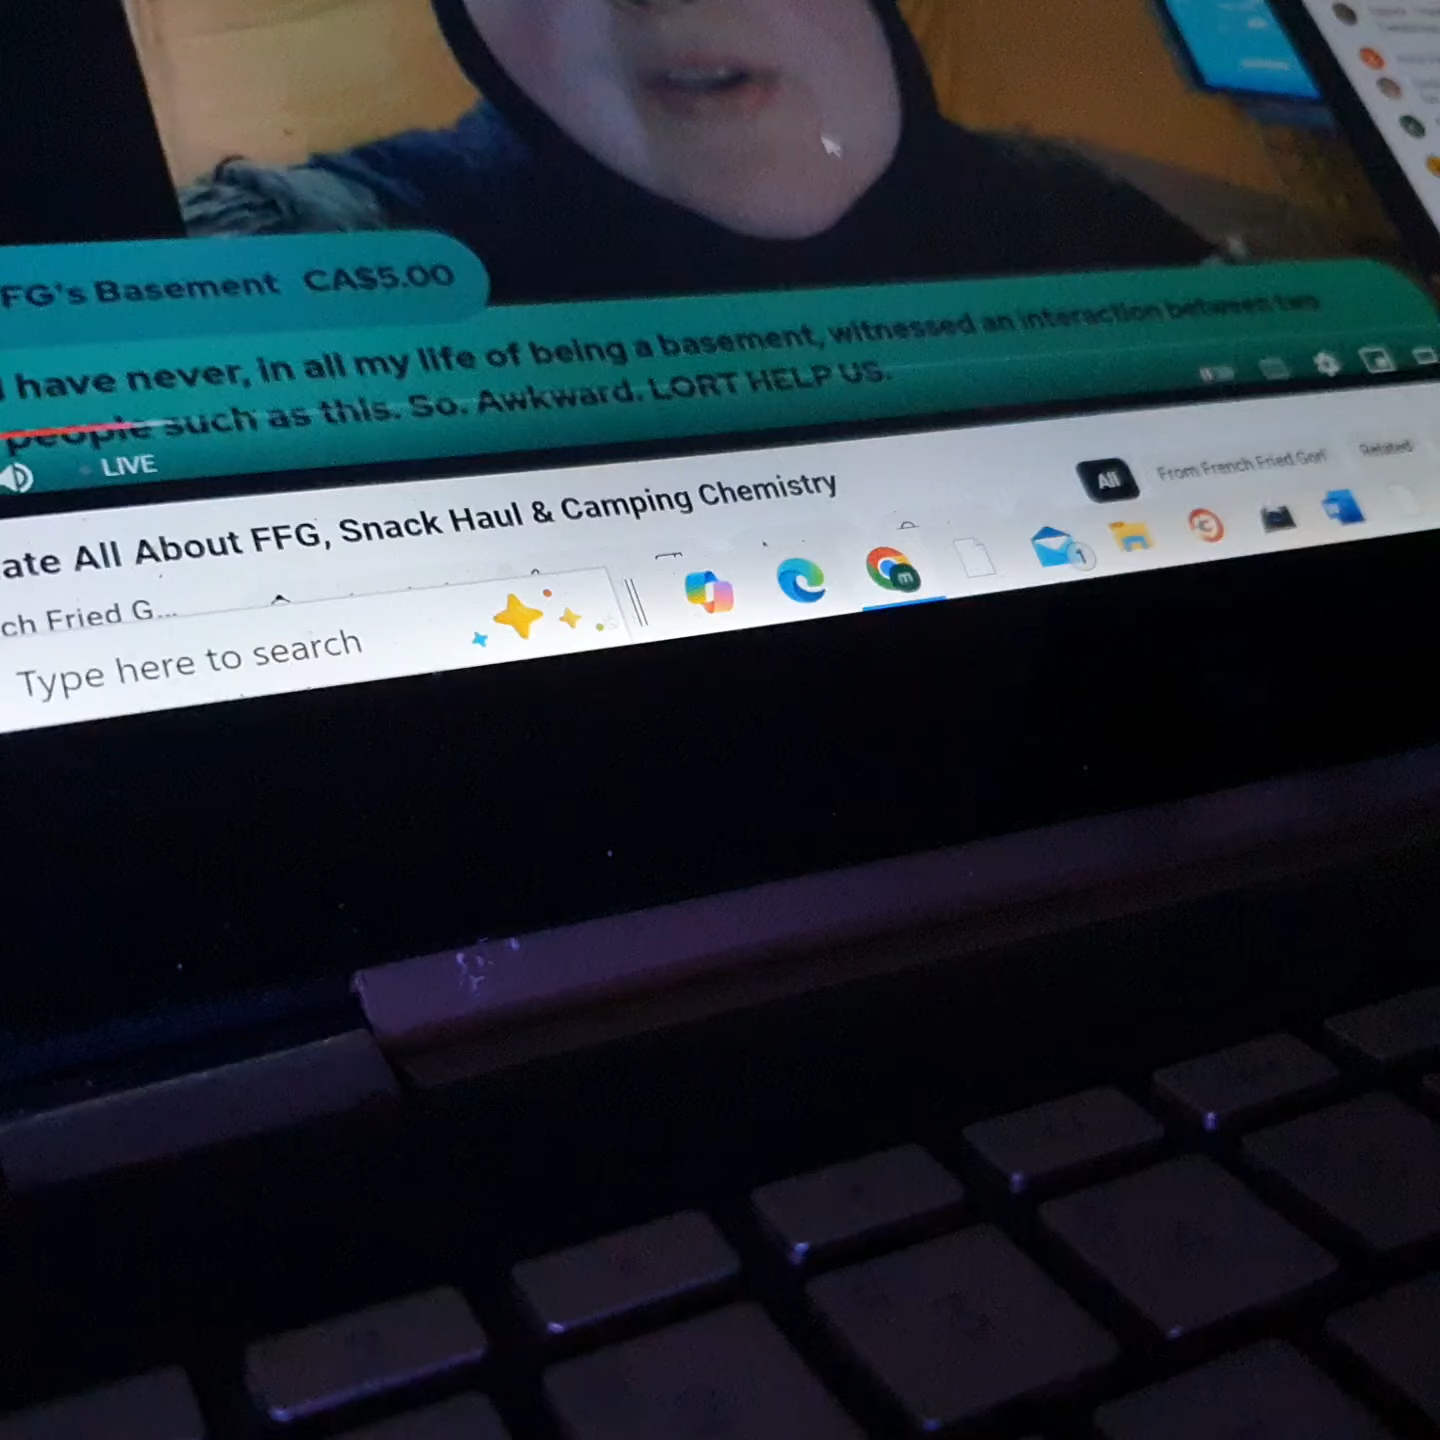 FG's Basement CA$5.00
I have never, in all my life of being a basement, witnessed an interaction between two
people such as this. So. Awkward. LORT HELP US.
LIVE
ate All About FFG, Snack Haul & Camping Chemistry
All From French Fried Gorl Related
ch Fried G...
Type here to search
1
m